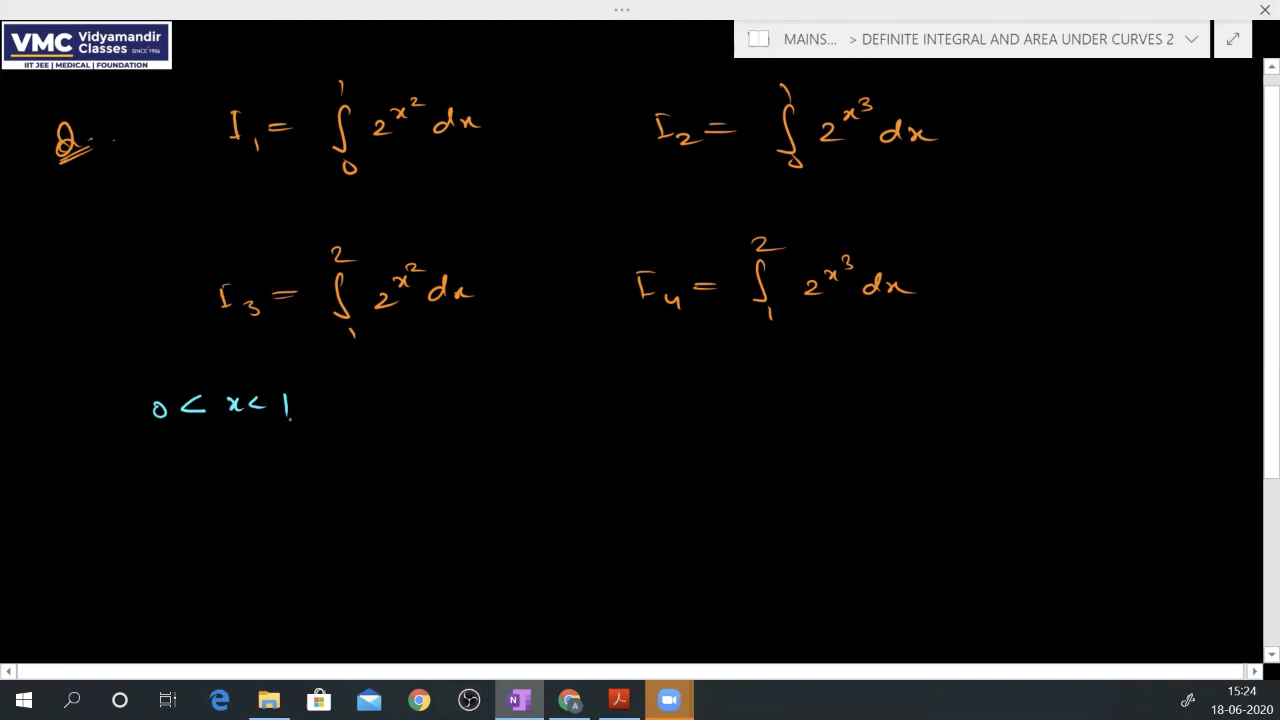 VMC Vidyamandir Classes SINCE 1986
IIT JEE | MEDICAL | FOUNDATION
MAINS... > DEFINITE INTEGRAL AND AREA UNDER CURVES 2
Q. I₁ = ∫₀¹ 2^(x²) dx I₂ = ∫₀¹ 2^(x³) dx
I₃ = ∫₁² 2^(x²) dx I₄ = ∫₁² 2^(x³) dx
0 < x < 1
15:24
18-06-2020